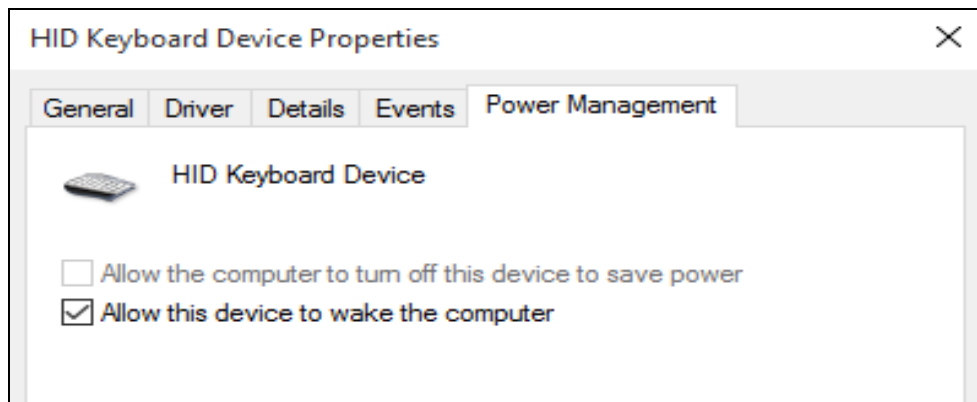 HID Keyboard Device Properties
General Driver Details Events Power Management
HID Keyboard Device
Allow the computer to turn off this device to save power
Allow this device to wake the computer